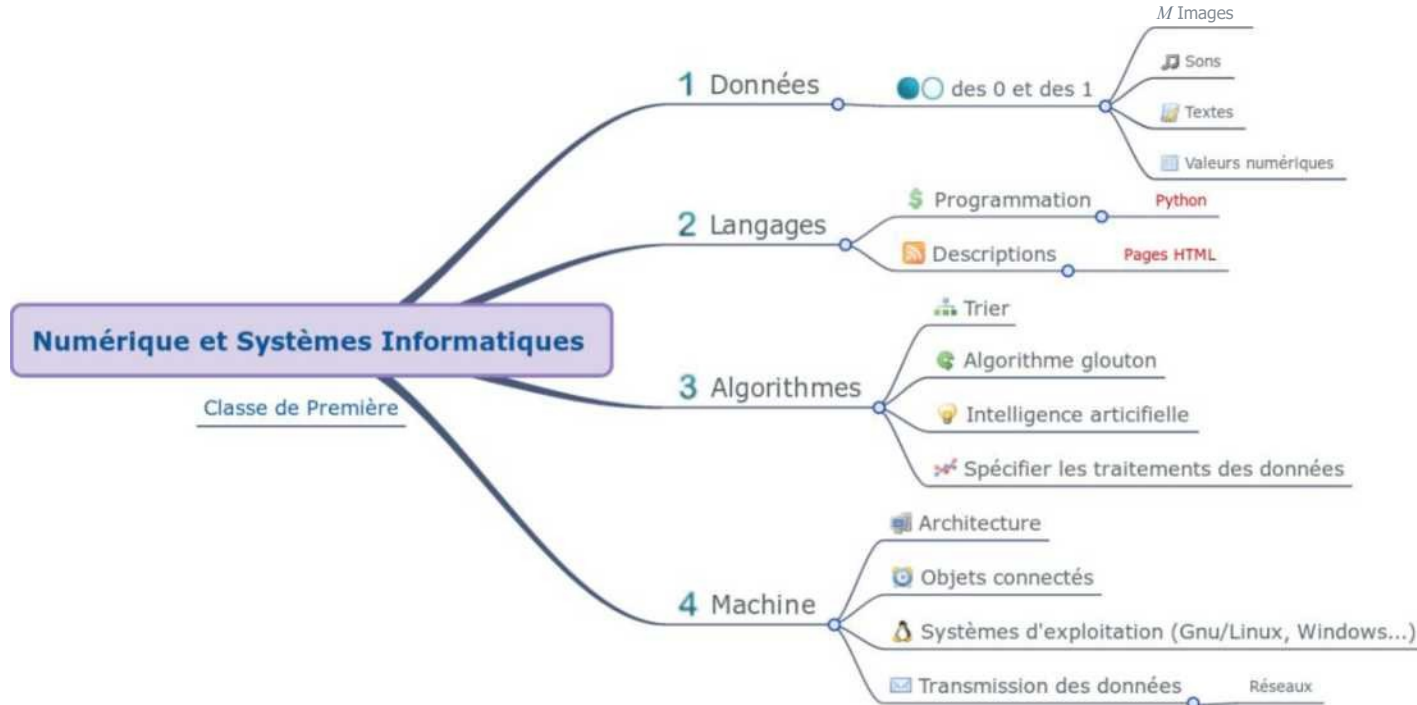 Numérique et Systèmes Informatiques
Classe de Première
1 Données
des 0 et des 1
M Images
Sons
Textes
Valeurs numériques
2 Langages
$ Programmation
Python
Descriptions
Pages HTML
3 Algorithmes
Trier
Algorithme glouton
Intelligence articifielle
Spécifier les traitements des données
4 Machine
Architecture
Objets connectés
Systèmes d'exploitation (Gnu/Linux, Windows...)
Transmission des données
Réseaux